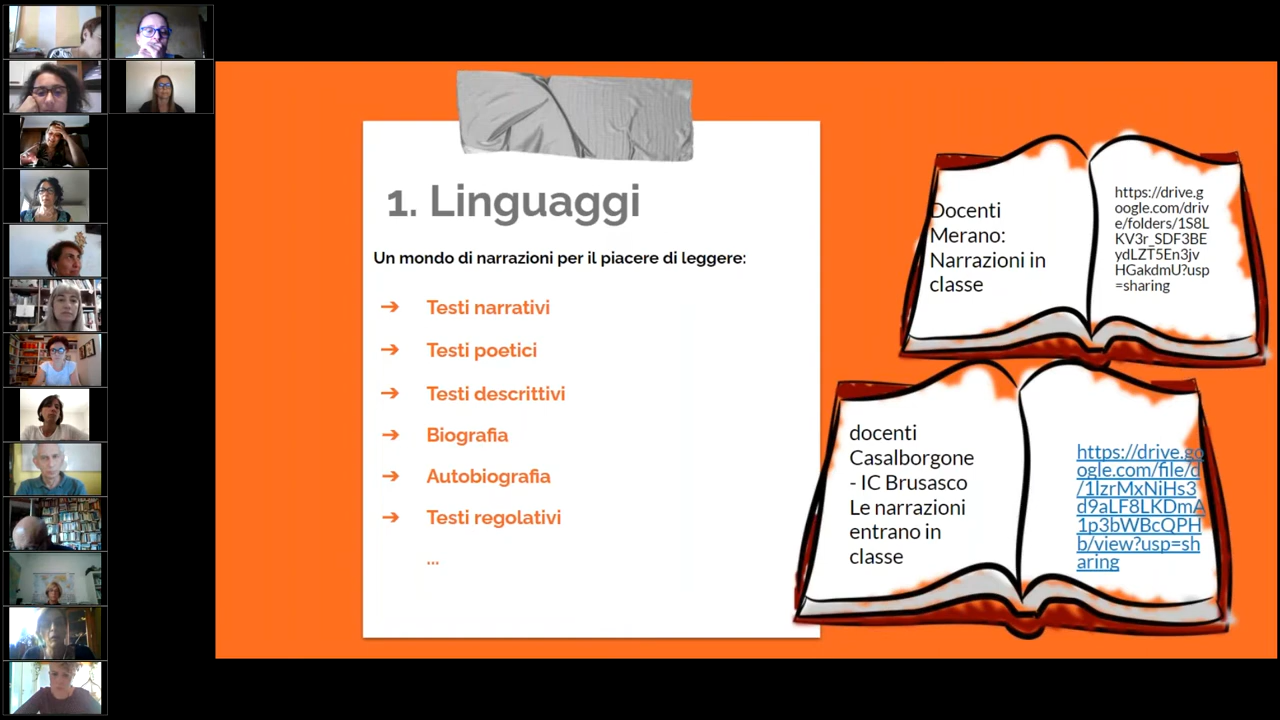 1. Linguaggi
Un mondo di narrazioni per il piacere di leggere:
➔ Testi narrativi
➔ Testi poetici
➔ Testi descrittivi
➔ Biografia
➔ Autobiografia
➔ Testi regolativi
...
Docenti
Merano:
Narrazioni in
classe
https://drive.g
oogle.com/driv
e/folders/1S8L
KV3r_SDF3BE
ydLZT5En3jv
HGakdmU?usp
=sharing
docenti
Casalborgone
- IC Brusasco
Le narrazioni
entrano in
classe
https://drive.go
ogle.com/file/d
/1lzrMxNiHs3
d9aLF8LKDmA
1p3bWBcQPH
b/view?usp=sh
aring